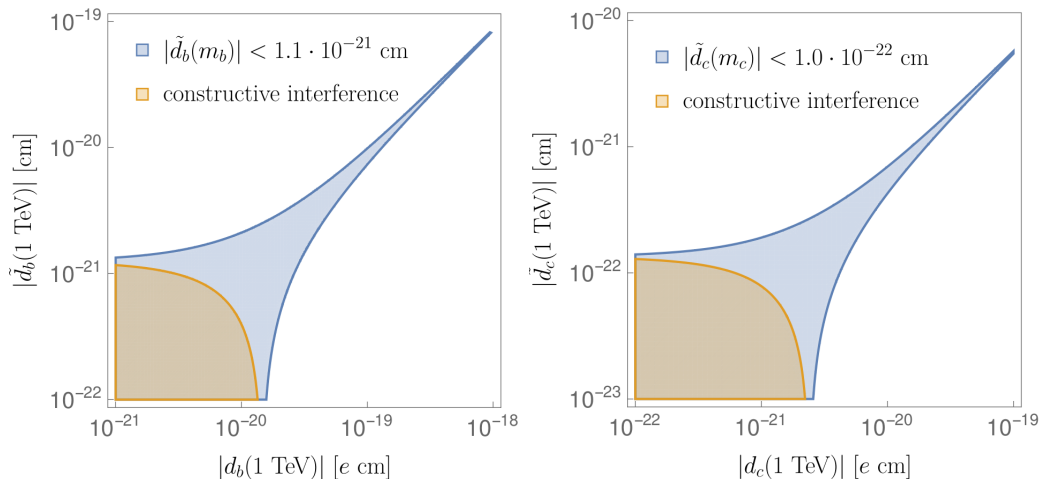 |d̃_b(m_b)| < 1.1 · 10⁻²¹ cm
constructive interference
10⁻¹⁹
10⁻²⁰
10⁻²¹
10⁻²²
|d̃_b(1 TeV)| [cm]
10⁻²¹ 10⁻²⁰ 10⁻¹⁹ 10⁻¹⁸
|d_b(1 TeV)| [e cm]
|d̃_c(m_c)| < 1.0 · 10⁻²² cm
constructive interference
10⁻²⁰
10⁻²¹
10⁻²²
10⁻²³
|d̃_c(1 TeV)| [cm]
10⁻²² 10⁻²¹ 10⁻²⁰ 10⁻¹⁹
|d_c(1 TeV)| [e cm]